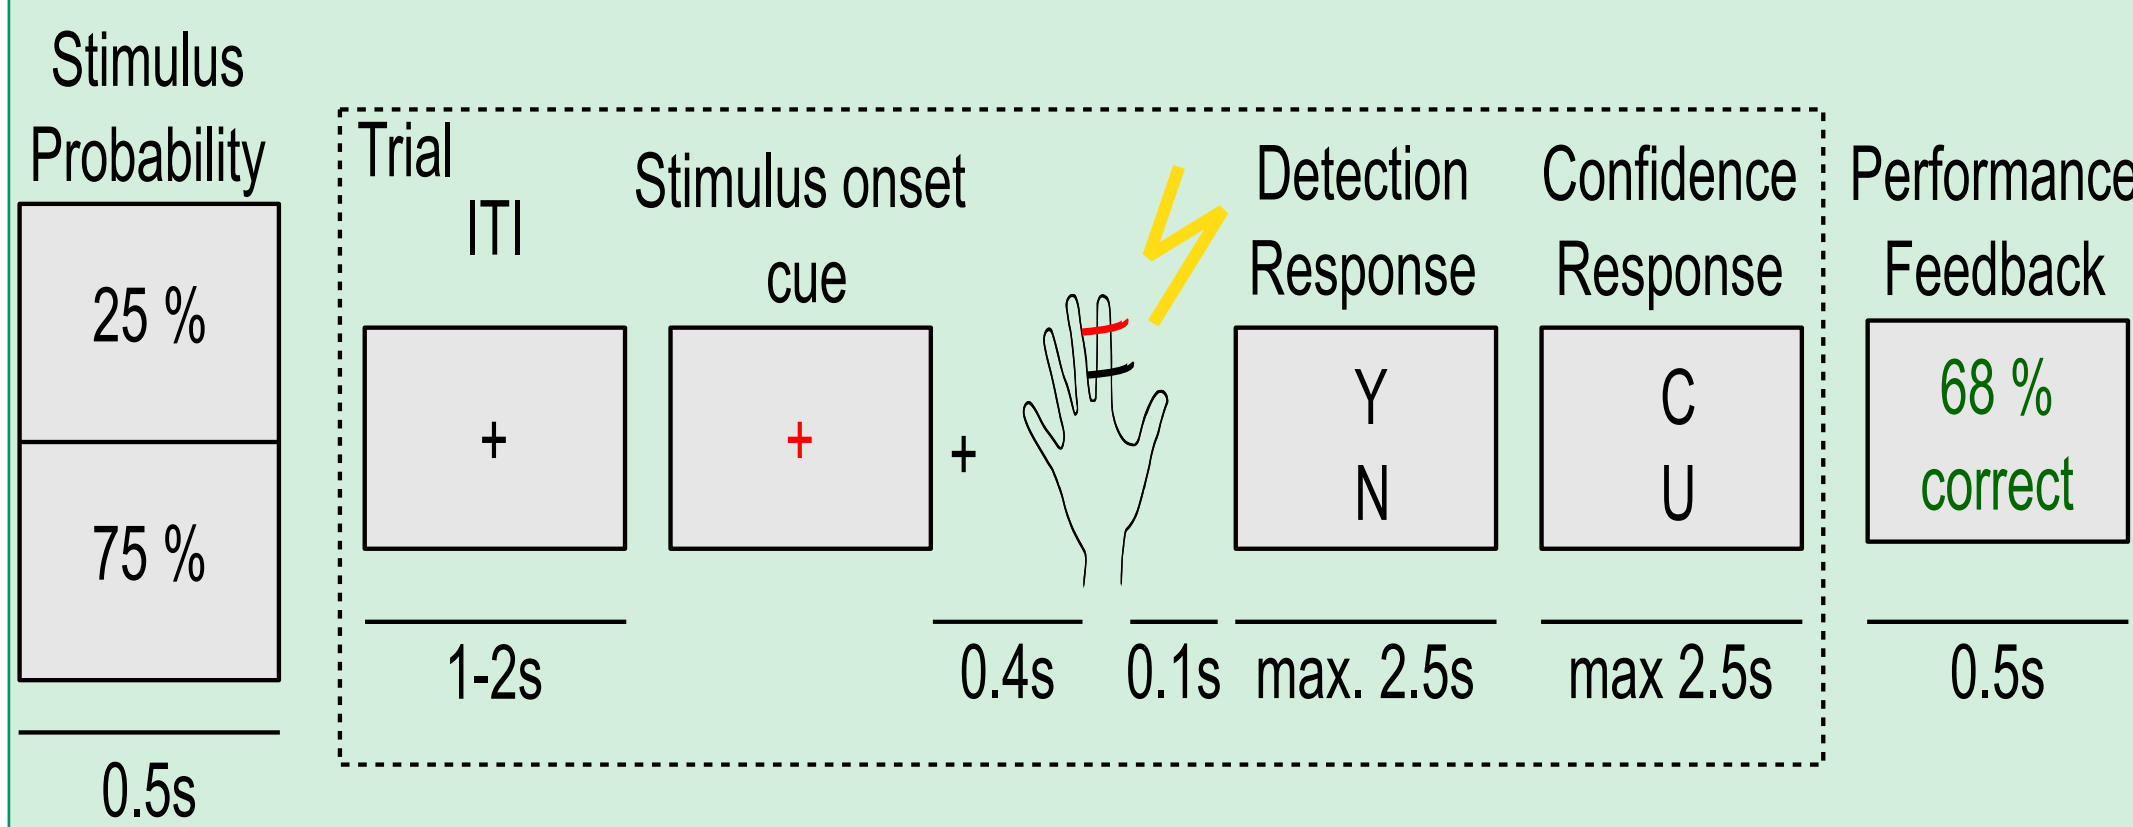 Stimulus
Probability
25 %
75 %
0.5s
Trial
ITI
+
1-2s
Stimulus onset
cue
+
+
0.4s
0.1s
Detection
Response
Y
N
max. 2.5s
Confidence
Response
C
U
max 2.5s
Performance
Feedback
68 %
correct
0.5s